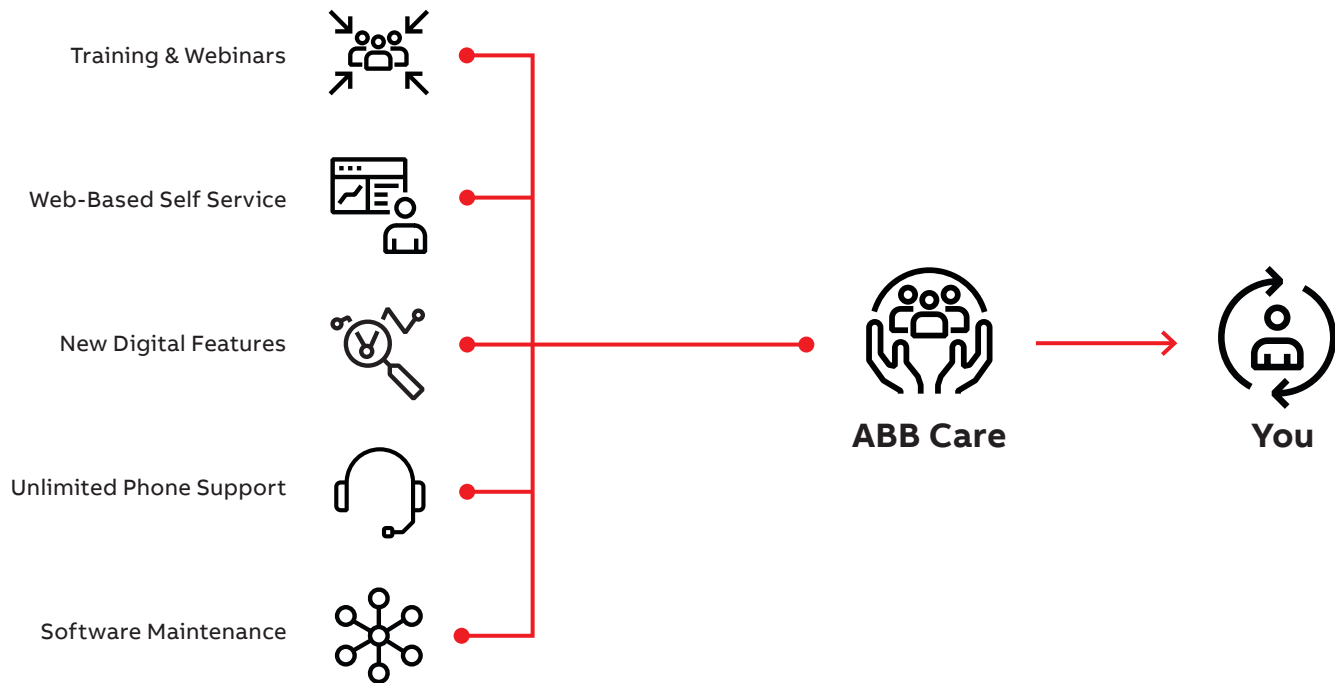 Training & Webinars
Web-Based Self Service
New Digital Features
Unlimited Phone Support
Software Maintenance
ABB Care
You